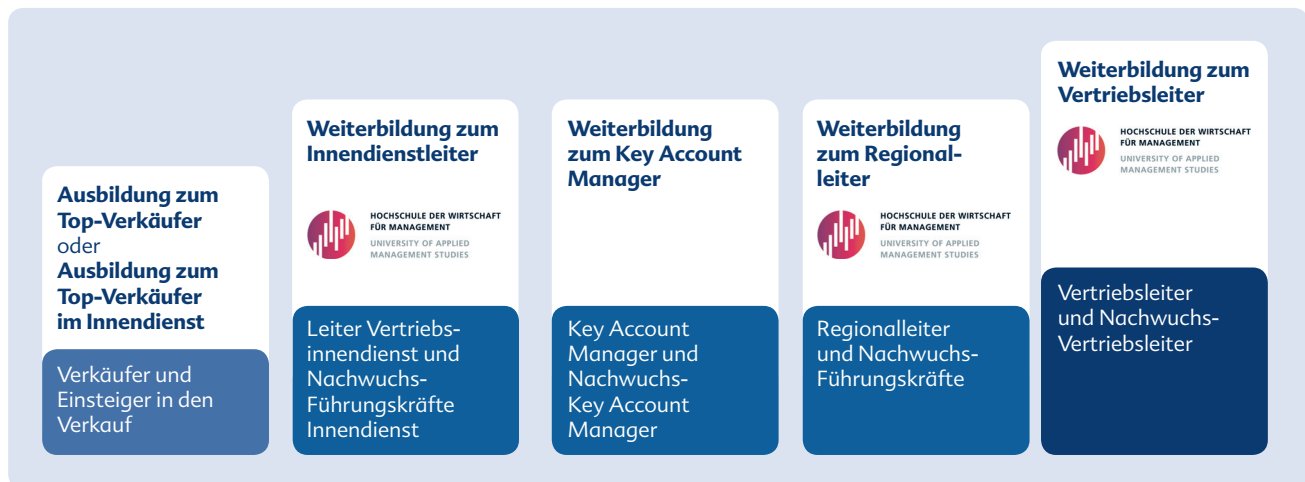 Ausbildung zum
Top-Verkäufer
oder
Ausbildung zum
Top-Verkäufer
im Innendienst
Verkäufer und
Einsteiger in den
Verkauf
Weiterbildung zum
Innendienstleiter
HOCHSCHULE DER WIRTSCHAFT
FÜR MANAGEMENT
UNIVERSITY OF APPLIED
MANAGEMENT STUDIES
Leiter Vertriebs-
innendienst und
Nachwuchs-
Führungskräfte
Innendienst
Weiterbildung
zum Key Account
Manager
Key Account
Manager und
Nachwuchs-
Key Account
Manager
Weiterbildung
zum Regional-
leiter
HOCHSCHULE DER WIRTSCHAFT
FÜR MANAGEMENT
UNIVERSITY OF APPLIED
MANAGEMENT STUDIES
Regionalleiter
und Nachwuchs-
Führungskräfte
Weiterbildung zum
Vertriebsleiter
HOCHSCHULE DER WIRTSCHAFT
FÜR MANAGEMENT
UNIVERSITY OF APPLIED
MANAGEMENT STUDIES
Vertriebsleiter
und Nachwuchs-
Vertriebsleiter